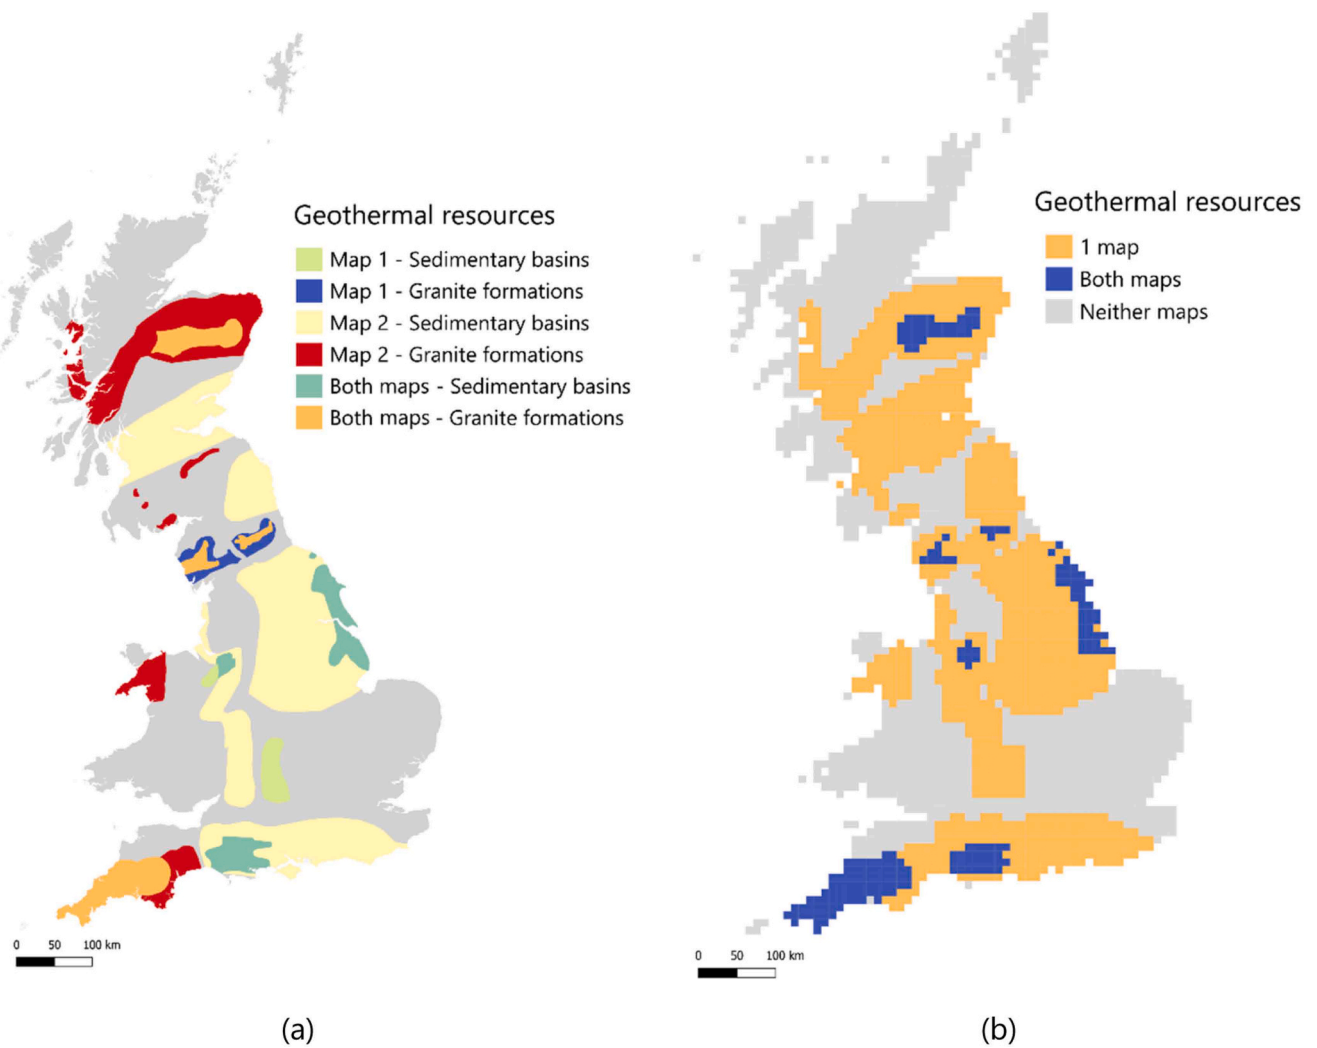 Geothermal resources
Map 1 - Sedimentary basins
Map 1 - Granite formations
Map 2 - Sedimentary basins
Map 2 - Granite formations
Both maps - Sedimentary basins
Both maps - Granite formations
0 50 100 km
(a)
Geothermal resources
1 map
Both maps
Neither maps
0 50 100 km
(b)